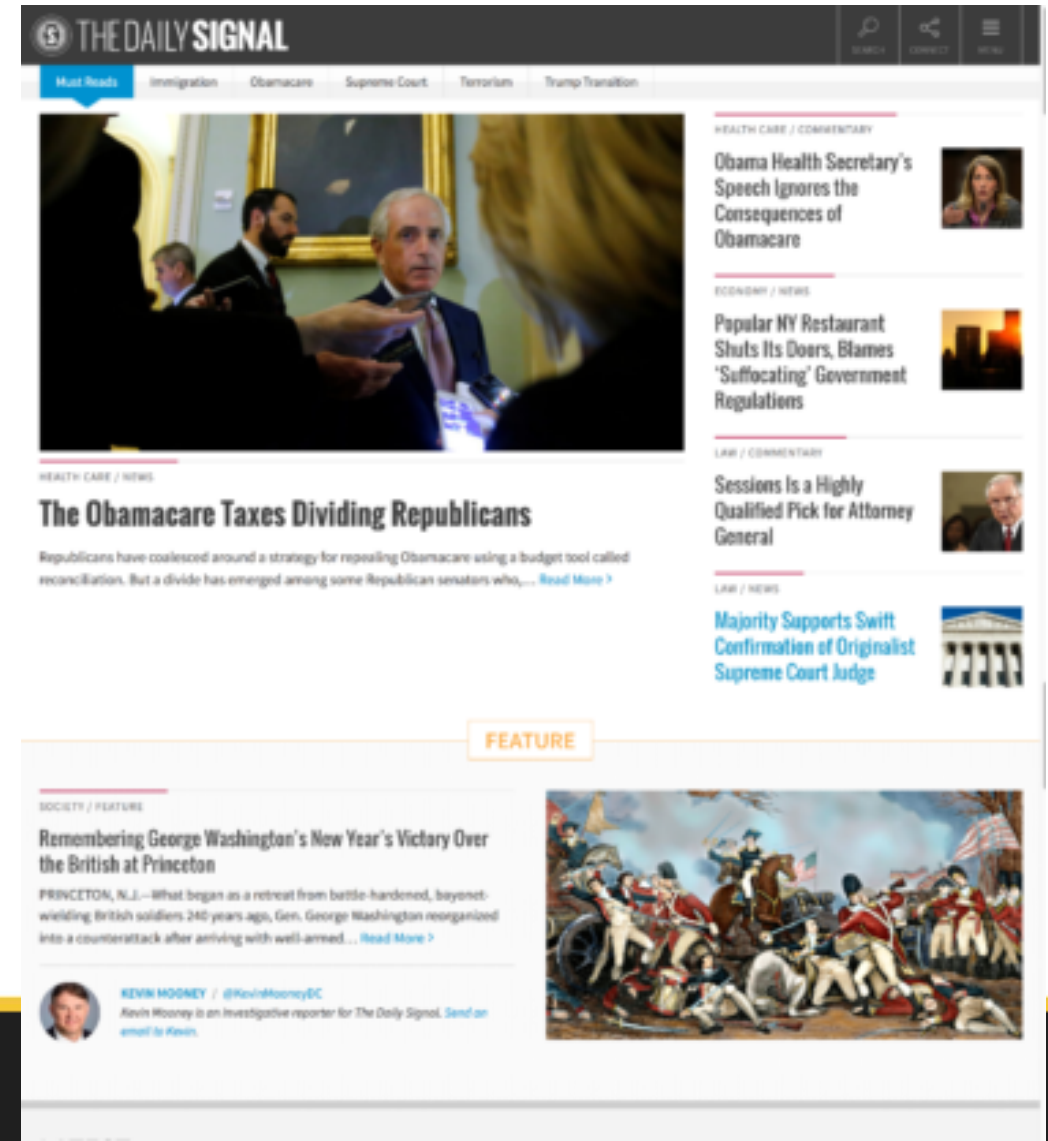 THE DAILY SIGNAL
SEARCH
CONNECT
MENU
Must Reads
Immigration
Obamacare
Supreme Court
Terrorism
Trump Transition
HEALTH CARE / NEWS
The Obamacare Taxes Dividing Republicans
Republicans have coalesced around a strategy for repealing Obamacare using a budget tool called
reconciliation. But a divide has emerged among some Republican senators who,... Read More >
HEALTH CARE / COMMENTARY
Obama Health Secretary's
Speech Ignores the
Consequences of
Obamacare
ECONOMY / NEWS
Popular NY Restaurant
Shuts Its Doors, Blames
'Suffocating' Government
Regulations
LAW / COMMENTARY
Sessions Is a Highly
Qualified Pick for Attorney
General
LAW / NEWS
Majority Supports Swift
Confirmation of Originalist
Supreme Court Judge
FEATURE
SOCIETY / FEATURE
Remembering George Washington's New Year's Victory Over
the British at Princeton
PRINCETON, N.J.—What began as a retreat from battle-hardened, bayonet-
wielding British soldiers 240 years ago, Gen. George Washington reorganized
into a counterattack after arriving with well-armed... Read More >
KEVIN MOONEY / @KevinMooneyDC
Kevin Mooney is an investigative reporter for The Daily Signal. Send an
email to Kevin.